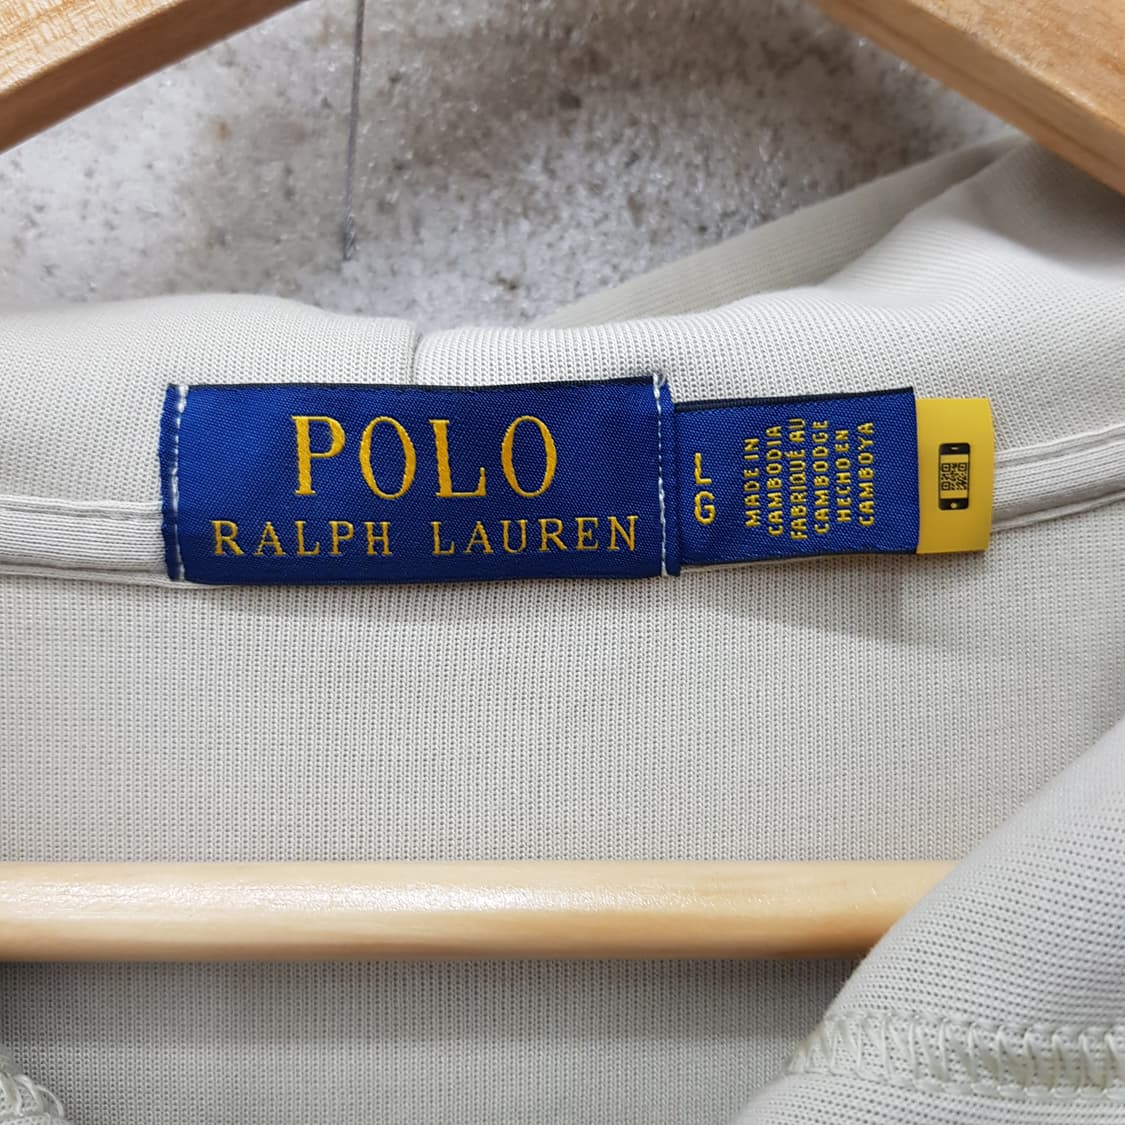 POLO
RALPH LAUREN
L
G
MADE IN
CAMBODIA
FABRIQUÉ AU
CAMBODGE
HECHO EN
CAMBOYA